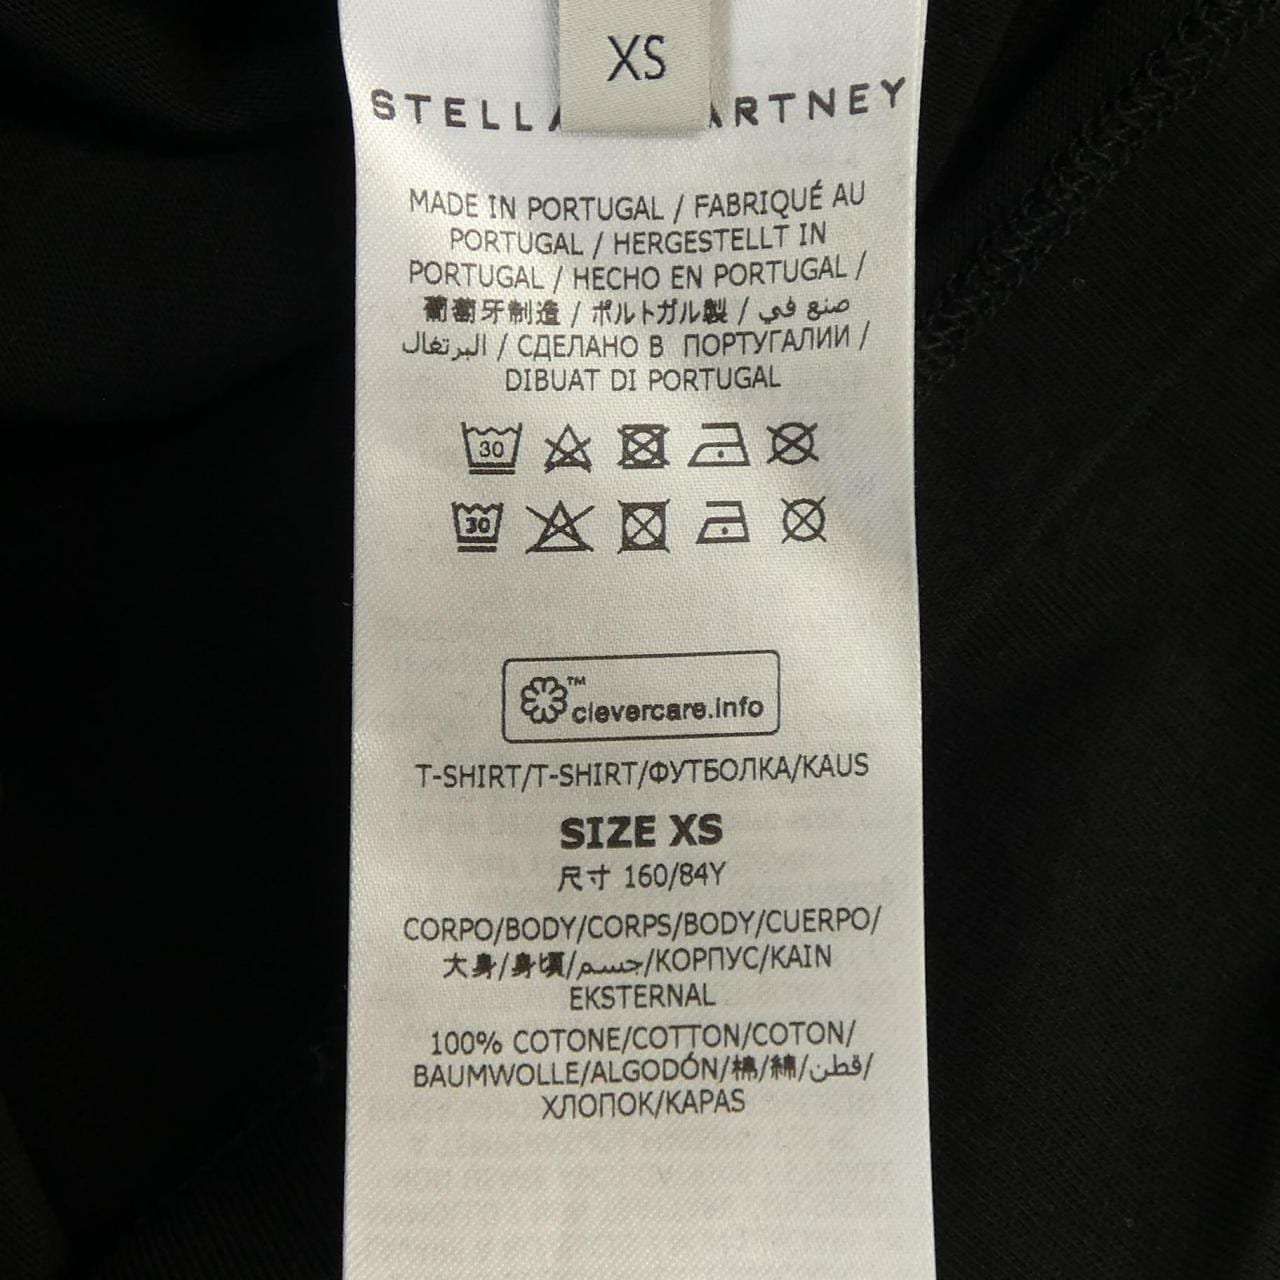 XS
STELL ARTNEY
MADE IN PORTUGAL / FABRIQUÉ AU
PORTUGAL / HERGESTELLT IN
PORTUGAL / HECHO EN PORTUGAL /
葡萄牙制造 / ポルトガル製 / صنع في
البرتغال / СДЕЛАНО В ПОРТУГАЛИИ /
DIBUAT DI PORTUGAL
30
30
™
clevercare.info
T-SHIRT/T-SHIRT/ФУТБОЛКА/KAUS
SIZE XS
尺寸 160/84Y
CORPO/BODY/CORPS/BODY/CUERPO/
大身/身頃/جسم/КОРПУС/KAIN
EKSTERNAL
100% COTONE/COTTON/COTON/
BAUMWOLLE/ALGODÓN/棉/綿/قطن/
ХЛОПОК/KAPAS